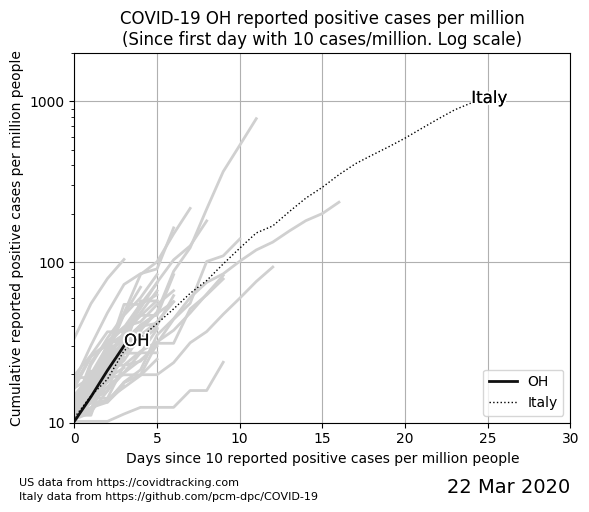 COVID-19 OH reported positive cases per million
(Since first day with 10 cases/million. Log scale)
Cumulative reported positive cases per million people
1000
100
10
Italy
OH
OH
Italy
0
5
10
15
20
25
30
Days since 10 reported positive cases per million people
US data from https://covidtracking.com
Italy data from https://github.com/pcm-dpc/COVID-19
22 Mar 2020